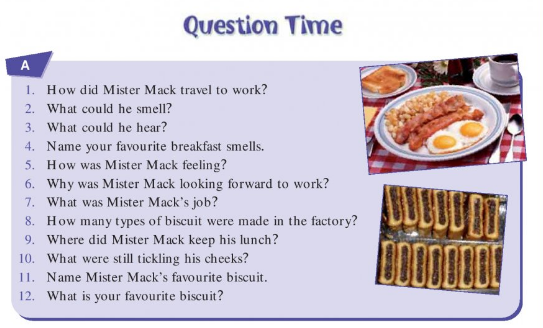 Question Time
A
1. How did Mister Mack travel to work?
2. What could he smell?
3. What could he hear?
4. Name your favourite breakfast smells.
5. How was Mister Mack feeling?
6. Why was Mister Mack looking forward to work?
7. What was Mister Mack's job?
8. How many types of biscuit were made in the factory?
9. Where did Mister Mack keep his lunch?
10. What were still tickling his cheeks?
11. Name Mister Mack's favourite biscuit.
12. What is your favourite biscuit?